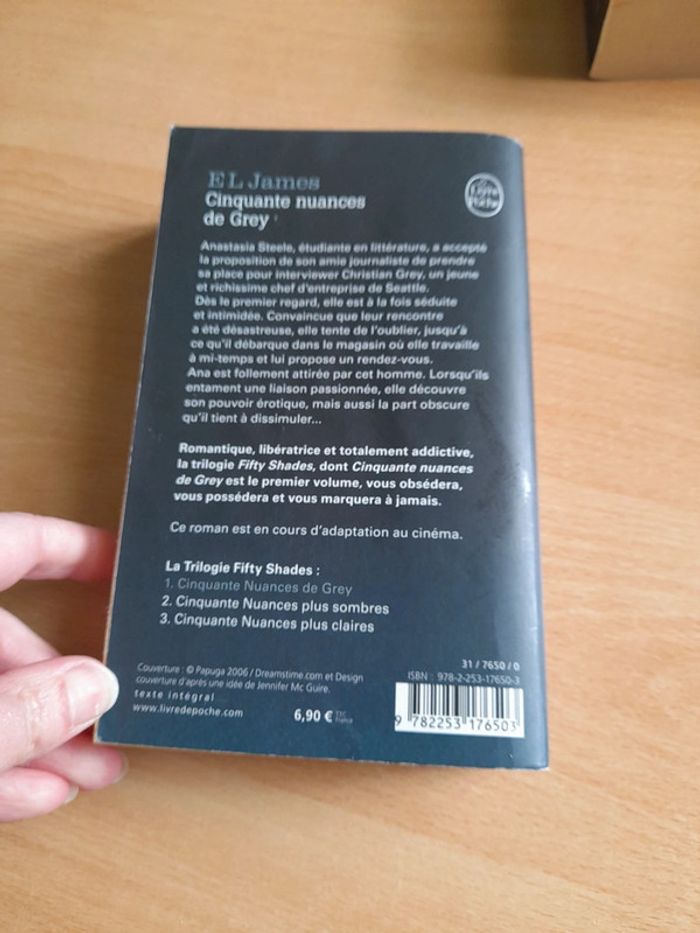 E L James
Cinquante nuances
de Grey
Le Livre
de Poche
Anastasia Steele, étudiante en littérature, a accepté
la proposition de son amie journaliste de prendre
sa place pour interviewer Christian Grey, un jeune
et richissime chef d'entreprise de Seattle.
Dès le premier regard, elle est à la fois séduite
et intimidée. Convaincue que leur rencontre
a été désastreuse, elle tente de l'oublier, jusqu'à
ce qu'il débarque dans le magasin où elle travaille
à mi-temps et lui propose un rendez-vous.
Ana est follement attirée par cet homme. Lorsqu'ils
entament une liaison passionnée, elle découvre
son pouvoir érotique, mais aussi la part obscure
qu'il tient à dissimuler...
Romantique, libératrice et totalement addictive,
la trilogie Fifty Shades, dont Cinquante nuances
de Grey est le premier volume, vous obsédera,
vous possédera et vous marquera à jamais.
Ce roman est en cours d'adaptation au cinéma.
La Trilogie Fifty Shades :
1. Cinquante Nuances de Grey
2. Cinquante Nuances plus sombres
3. Cinquante Nuances plus claires
Couverture : © Papuga 2006 / Dreamstime.com et Design
couverture d'après une idée de Jennifer Mc Guire.
texte intégral
www.livredepoche.com
6,90 € TTC
France
31 / 7650 / 0
ISBN : 978-2-253-17650-3
9 782253 176503